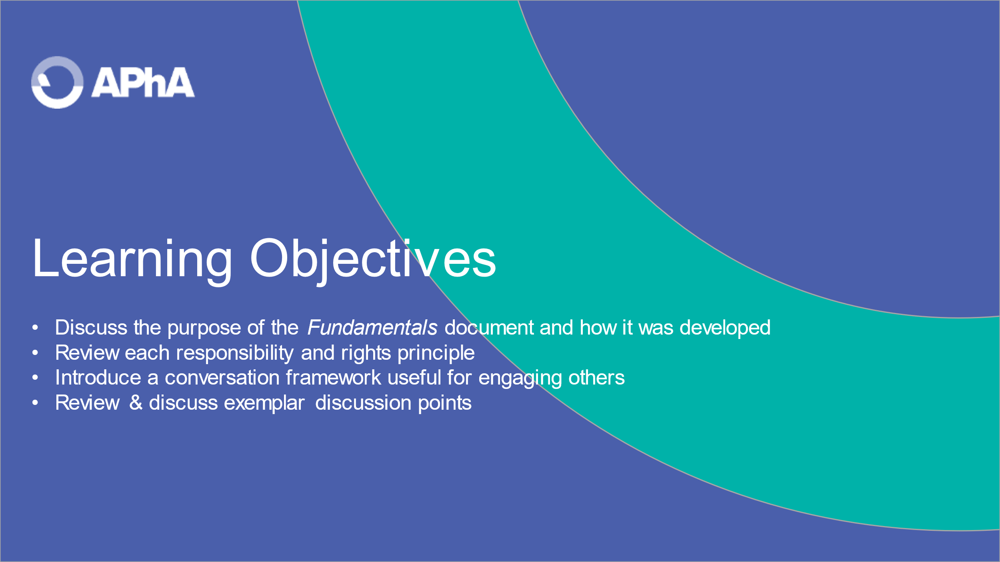 APhA
Learning Objectives
• Discuss the purpose of the Fundamentals document and how it was developed
• Review each responsibility and rights principle
• Introduce a conversation framework useful for engaging others
• Review & discuss exemplar discussion points